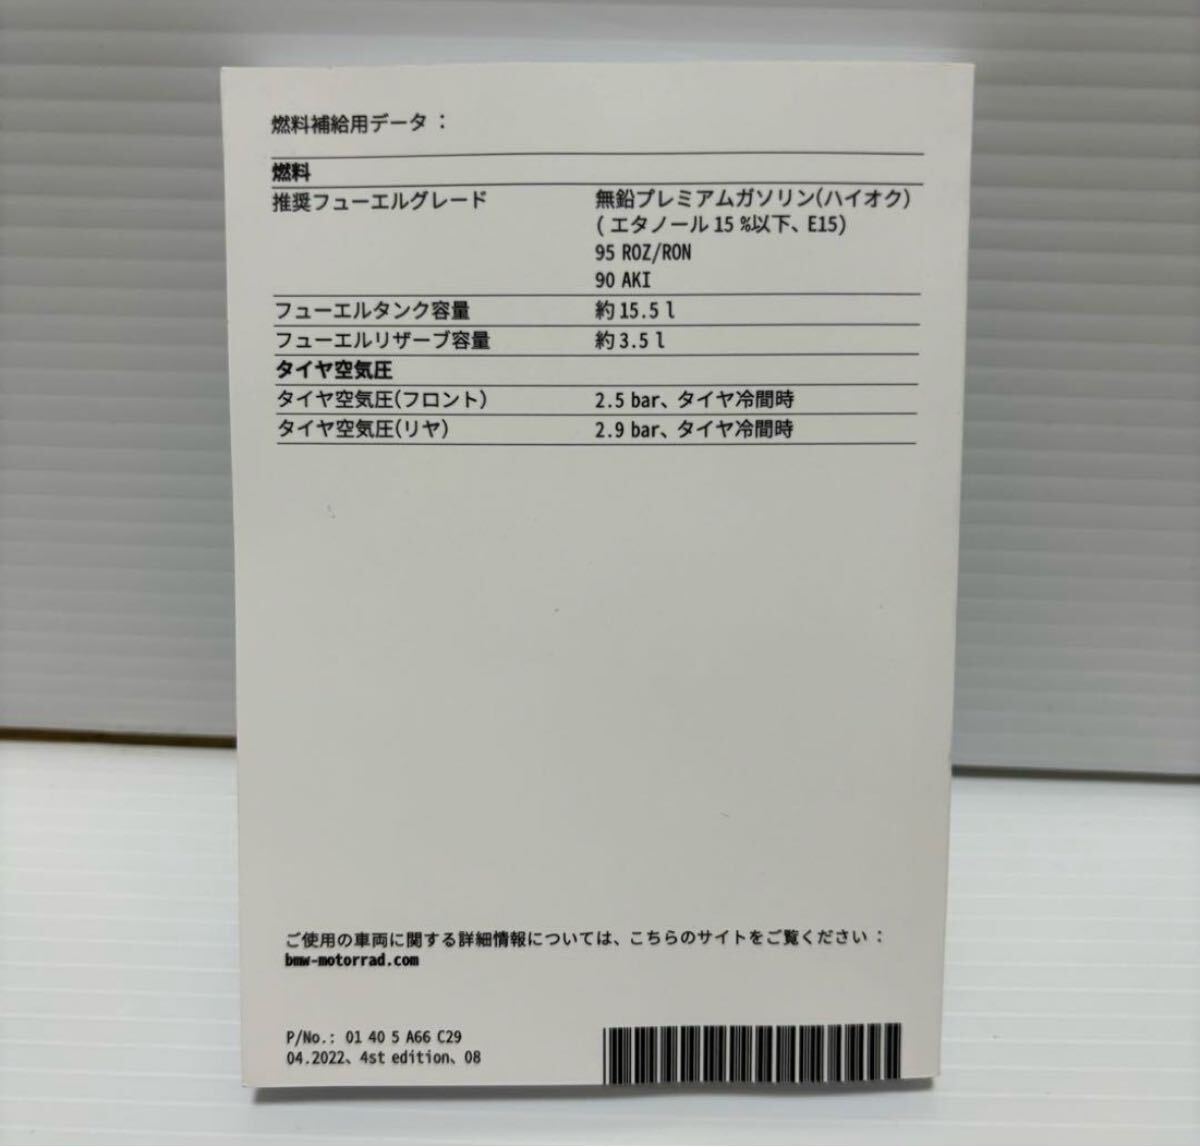 燃料補給用データ：
燃料
推奨フューエルグレード 無鉛プレミアムガソリン(ハイオク)
( エタノール 15 %以下、E15)
95 ROZ/RON
90 AKI
フューエルタンク容量 約 15.5 l
フューエルリザーブ容量 約 3.5 l
タイヤ空気圧
タイヤ空気圧(フロント) 2.5 bar、タイヤ冷間時
タイヤ空気圧(リヤ) 2.9 bar、タイヤ冷間時
ご使用の車両に関する詳細情報については、こちらのサイトをご覧ください：
bmw-motorrad.com
P/No.: 01 40 5 A66 C29
04.2022、4st edition、08